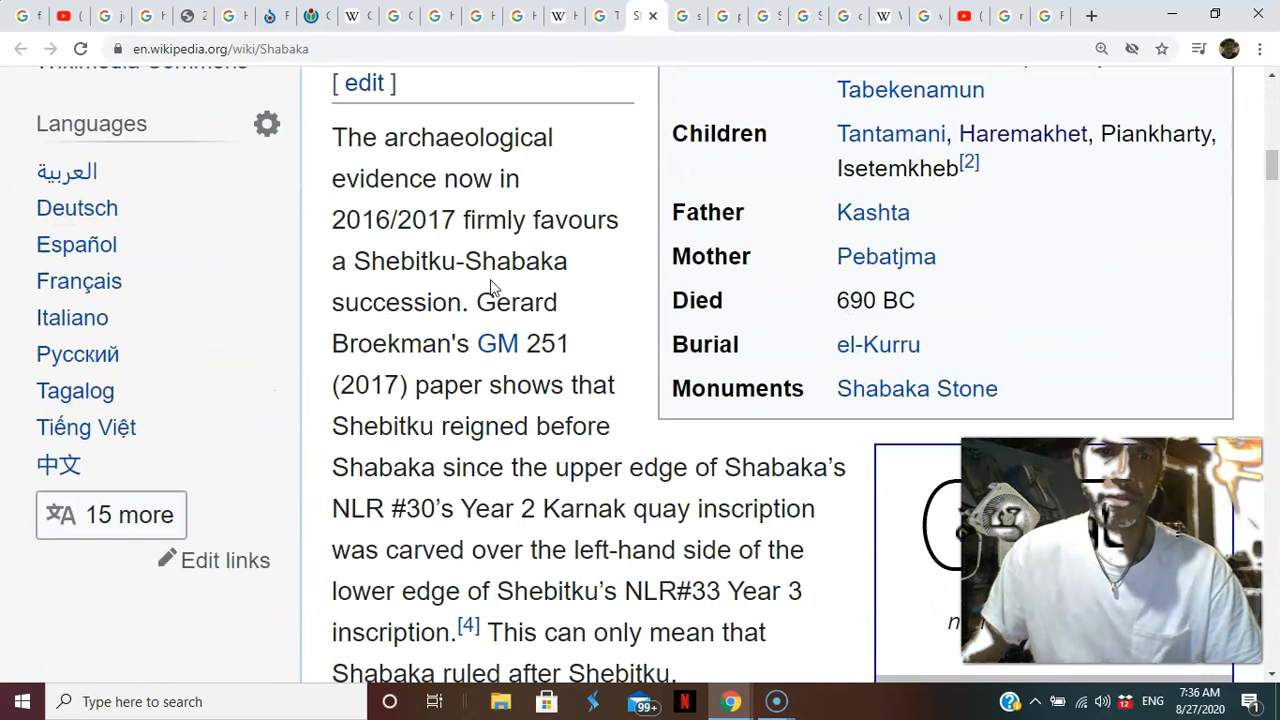 en.wikipedia.org/wiki/Shabaka
Languages
العربية
Deutsch
Español
Français
Italiano
Русский
Tagalog
Tiếng Việt
中文
15 more
Edit links
[ edit ]
The archaeological
evidence now in
2016/2017 firmly favours
a Shebitku-Shabaka
succession. Gerard
Broekman's GM 251
(2017) paper shows that
Shebitku reigned before
Shabaka since the upper edge of Shabaka’s
NLR #30’s Year 2 Karnak quay inscription
was carved over the left-hand side of the
lower edge of Shebitku’s NLR#33 Year 3
inscription.[4] This can only mean that
Shabaka ruled after Shebitku.
Tabekenamun
Children Tantamani, Haremakhet, Piankharty,
Isetemkheb[2]
Father Kashta
Mother Pebatjma
Died 690 BC
Burial el-Kurru
Monuments Shabaka Stone
Type here to search
99+
N
12
ENG
7:36 AM
8/27/2020
1